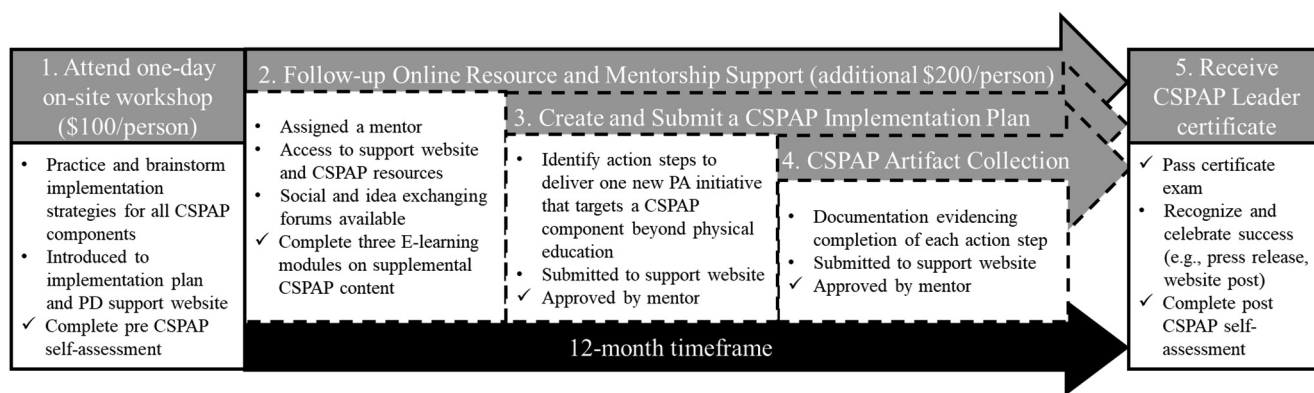 1. Attend one-day
on-site workshop
($100/person)
• Practice and brainstorm
implementation
strategies for all CSPAP
components
• Introduced to
implementation plan
and PD support website
✓ Complete pre CSPAP
self-assessment
2. Follow-up Online Resource and Mentorship Support (additional $200/person)
• Assigned a mentor
• Access to support website
and CSPAP resources
• Social and idea exchanging
forums available
✓ Complete three E-learning
modules on supplemental
CSPAP content
3. Create and Submit a CSPAP Implementation Plan
• Identify action steps to
deliver one new PA initiative
that targets a CSPAP
component beyond physical
education
• Submitted to support website
✓ Approved by mentor
4. CSPAP Artifact Collection
• Documentation evidencing
completion of each action step
• Submitted to support website
✓ Approved by mentor
12-month timeframe
5. Receive
CSPAP Leader
certificate
✓ Pass certificate
exam
• Recognize and
celebrate success
(e.g., press release,
website post)
✓ Complete post
CSPAP self-
assessment